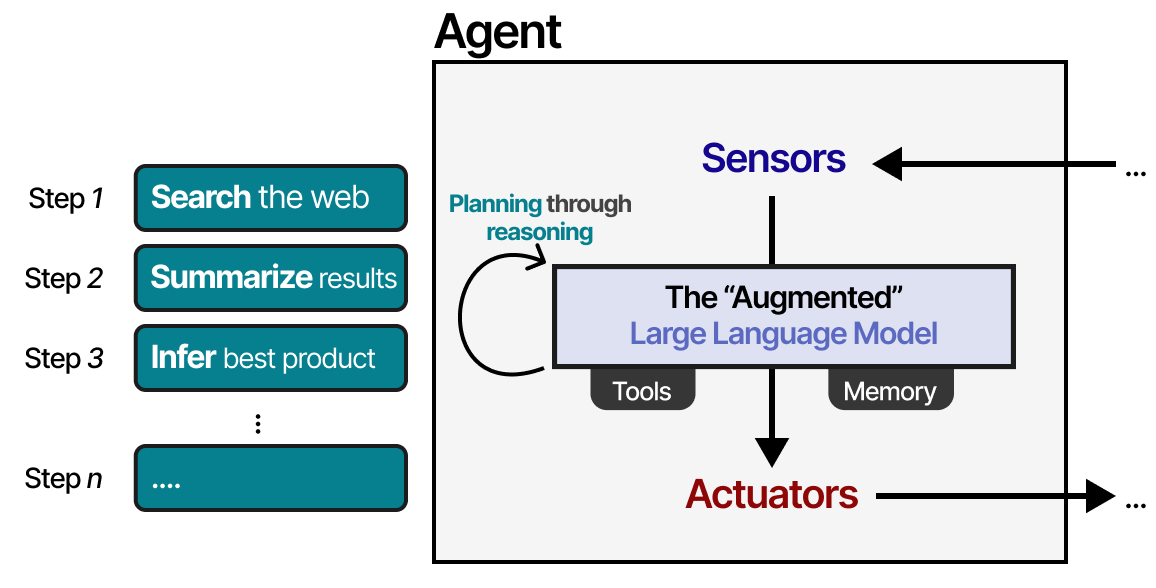 Agent
Step 1
Search the web
Step 2
Summarize results
Step 3
Infer best product
⋮
Step n
....
Sensors
...
Planning through
reasoning
The “Augmented”
Large Language Model
Tools
Memory
Actuators
...